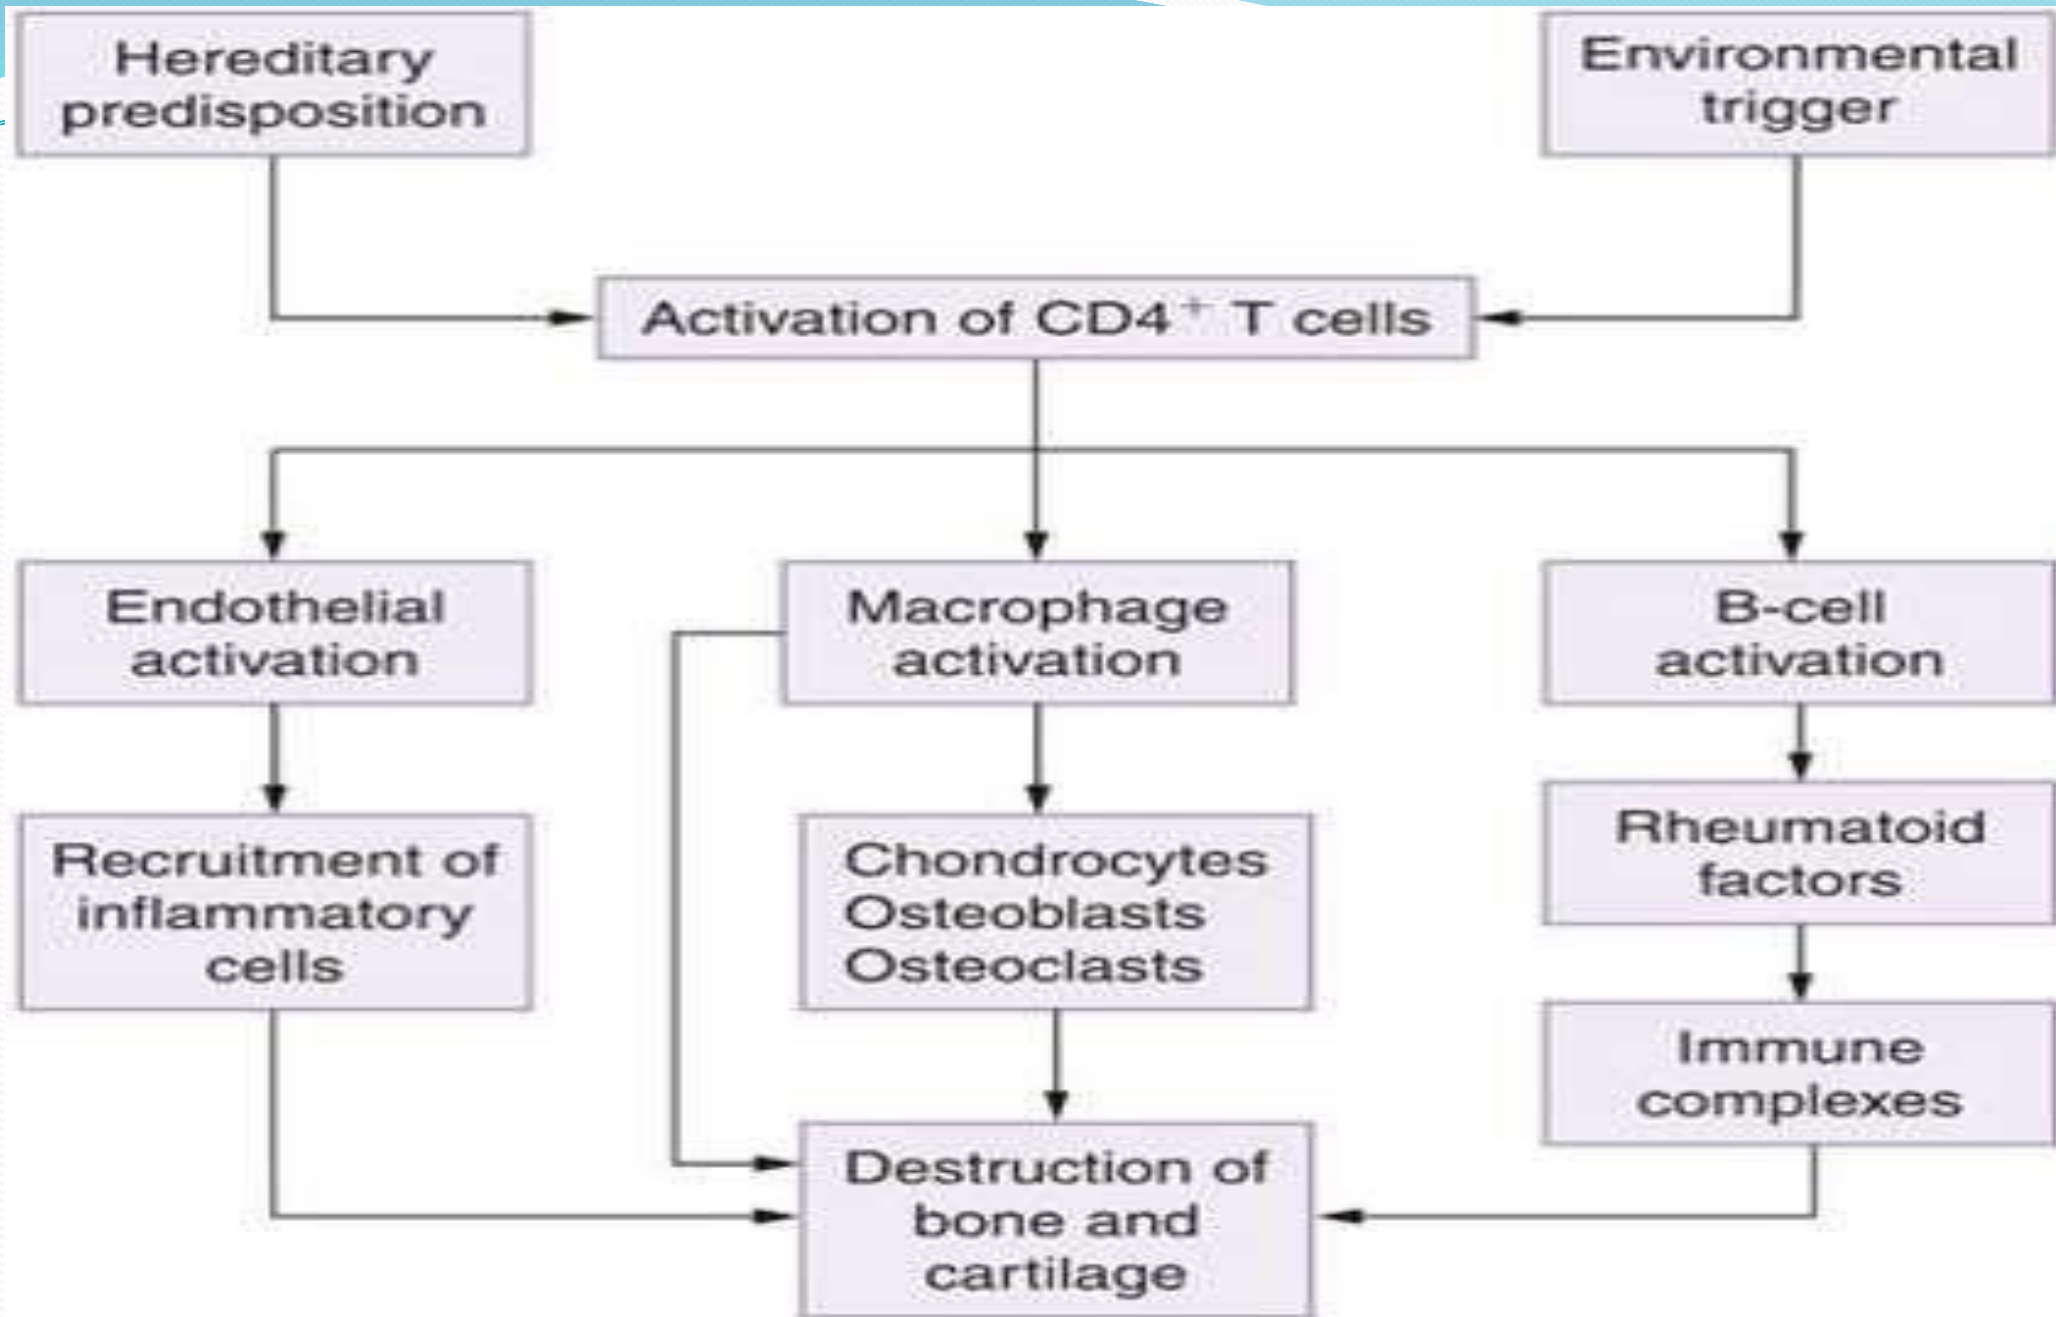 Hereditary
predisposition
Environmental
trigger
Activation of CD4⁺ T cells
Endothelial
activation
Macrophage
activation
B-cell
activation
Recruitment of
inflammatory
cells
Chondrocytes
Osteoblasts
Osteoclasts
Rheumatoid
factors
Immune
complexes
Destruction of
bone and
cartilage